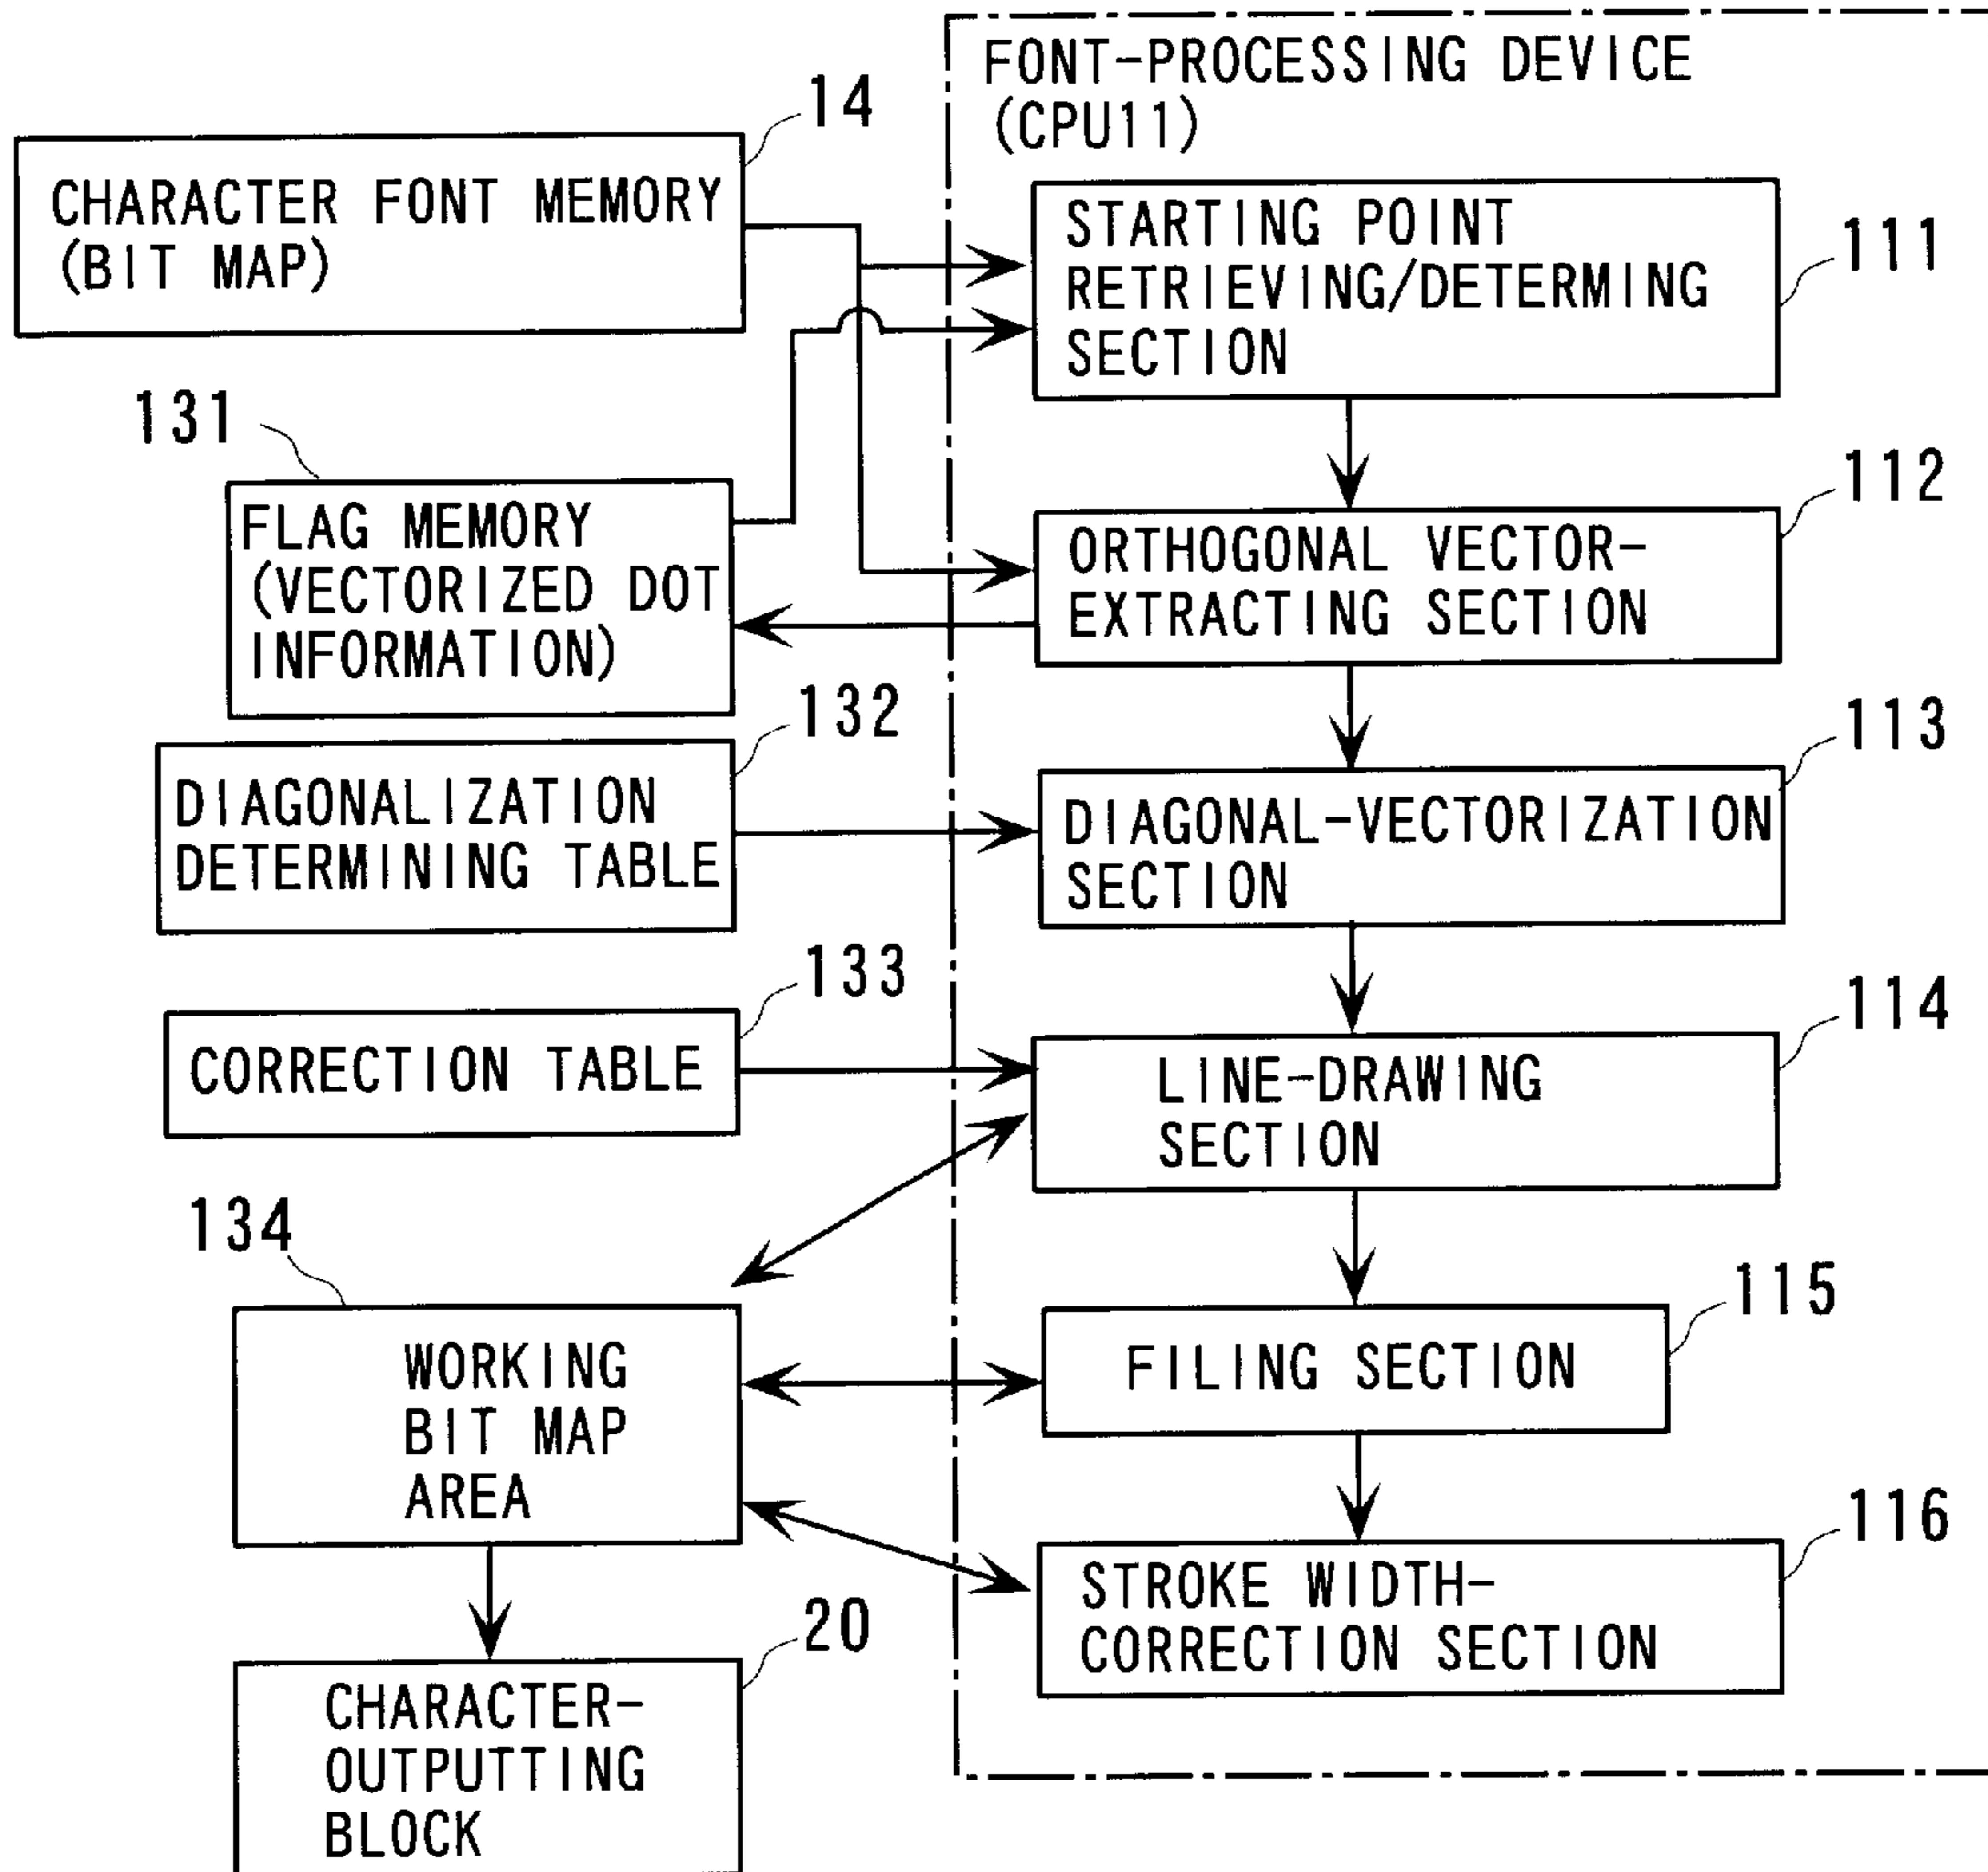 FONT-PROCESSING DEVICE
(CPU11)
14
CHARACTER FONT MEMORY
(BIT MAP)
STARTING POINT
RETRIEVING/DETERMING
SECTION
111
131
FLAG MEMORY
(VECTORIZED DOT
INFORMATION)
ORTHOGONAL VECTOR-
EXTRACTING SECTION
112
132
DIAGONALIZATION
DETERMINING TABLE
DIAGONAL-VECTORIZATION
SECTION
113
133
CORRECTION TABLE
LINE-DRAWING
SECTION
114
134
WORKING
BIT MAP
AREA
FILING SECTION
115
STROKE WIDTH-
CORRECTION SECTION
116
20
CHARACTER-
OUTPUTTING
BLOCK